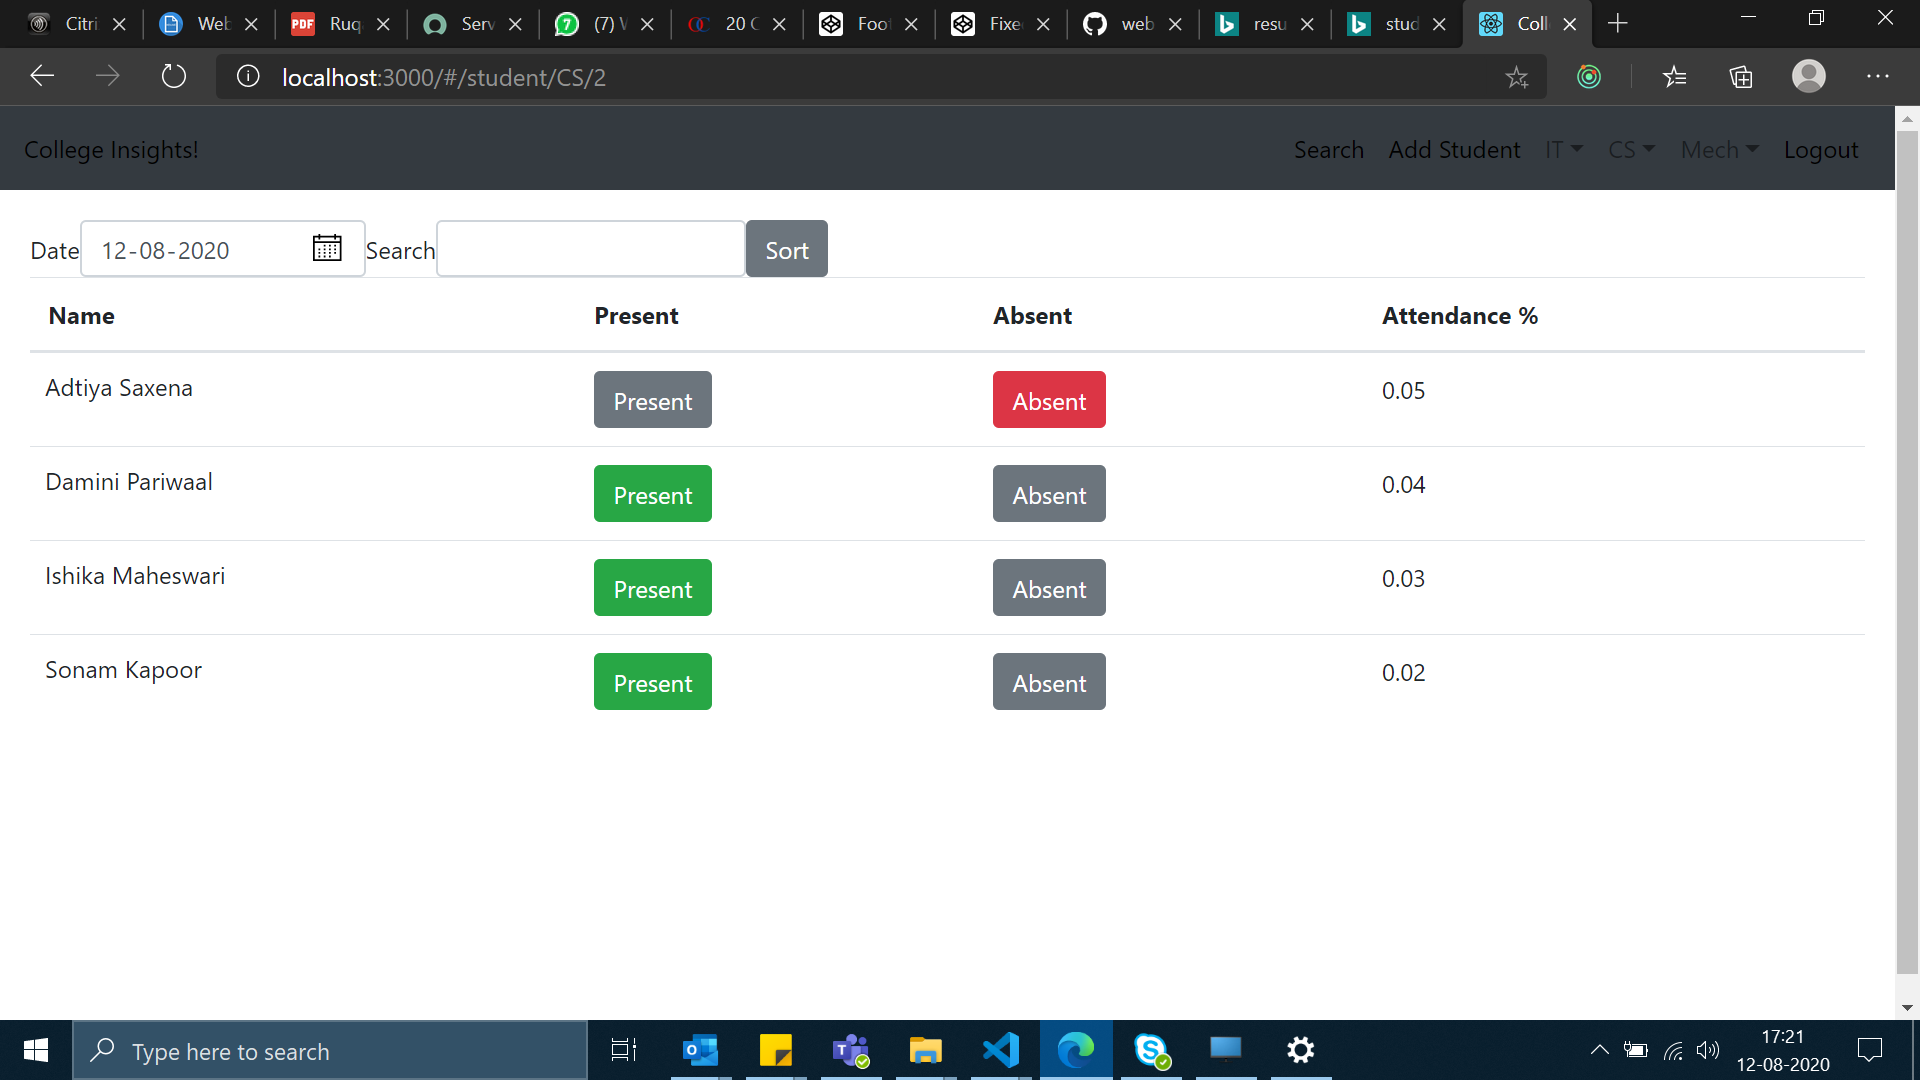 Citri Web PDF Ruq Serv 7 (7) 20 C Foo Fixe web resu stud Coll
localhost:3000/#/student/CS/2
College Insights! Search Add Student IT CS Mech Logout
Date 12-08-2020 Search Sort
Name Present Absent Attendance %
Adtiya Saxena Present Absent 0.05
Damini Pariwaal Present Absent 0.04
Ishika Maheswari Present Absent 0.03
Sonam Kapoor Present Absent 0.02
Type here to search
17:21
12-08-2020